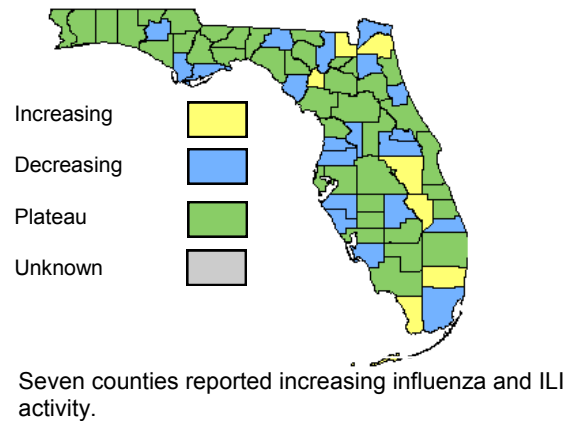 Increasing
Decreasing
Plateau
Unknown
Seven counties reported increasing influenza and ILI
activity.